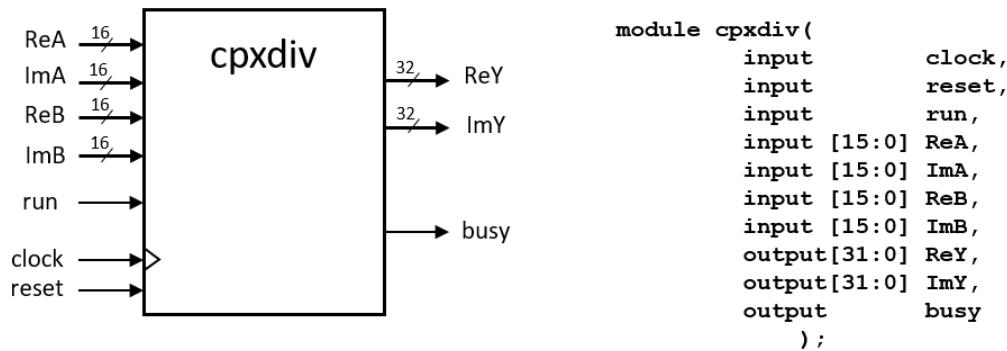 ReA 16
ImA 16
ReB 16
ImB 16
run
clock
reset
cpxdiv
32 ReY
32 ImY
busy
module cpxdiv(
input clock,
input reset,
input run,
input [15:0] ReA,
input [15:0] ImA,
input [15:0] ReB,
input [15:0] ImB,
output[31:0] ReY,
output[31:0] ImY,
output busy
);